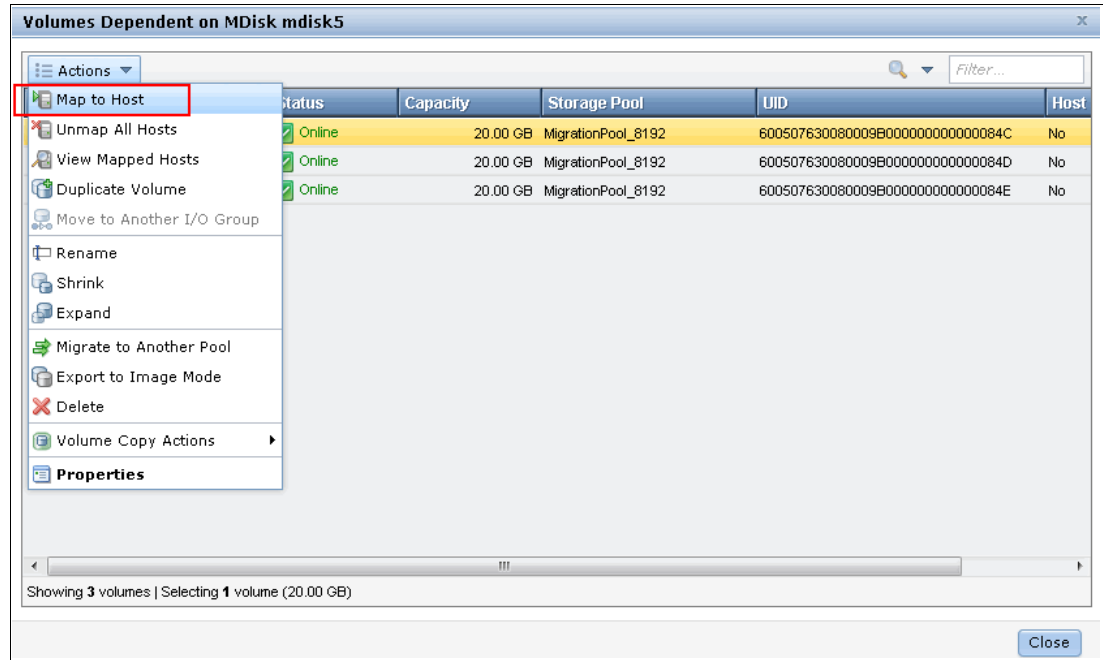 Volumes Dependent on MDisk mdisk5 x
Actions Filter...
Map to Host Status Capacity Storage Pool UID Host
Unmap All Hosts Online 20.00 GB MigrationPool_8192 600507630080009B000000000000084C No
View Mapped Hosts Online 20.00 GB MigrationPool_8192 600507630080009B000000000000084D No
Duplicate Volume Online 20.00 GB MigrationPool_8192 600507630080009B000000000000084E No
Move to Another I/O Group
Rename
Shrink
Expand
Migrate to Another Pool
Export to Image Mode
Delete
Volume Copy Actions
Properties
Showing 3 volumes | Selecting 1 volume (20.00 GB)
Close